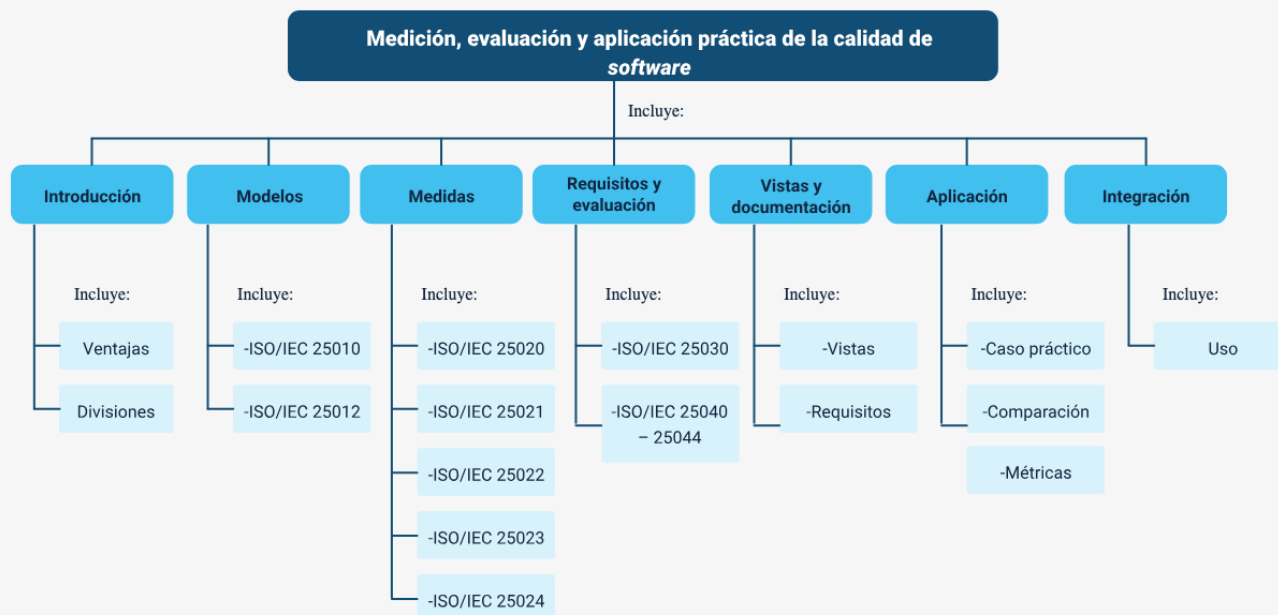 Medición, evaluación y aplicación práctica de la calidad de
software
Incluye:
Introducción
Modelos
Medidas
Requisitos y
evaluación
Vistas y
documentación
Aplicación
Integración
Incluye:
Incluye:
Incluye:
Incluye:
Incluye:
Incluye:
Incluye:
Ventajas
Divisiones
-ISO/IEC 25010
-ISO/IEC 25012
-ISO/IEC 25020
-ISO/IEC 25021
-ISO/IEC 25022
-ISO/IEC 25023
-ISO/IEC 25024
-ISO/IEC 25030
-ISO/IEC 25040
– 25044
-Vistas
-Requisitos
-Caso práctico
-Comparación
-Métricas
Uso